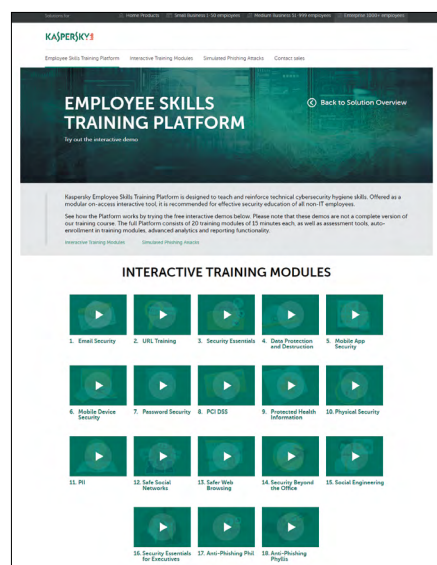 Solutions for:
Home Products
Small Business 1-50 employees
Medium Business 51-999 employees
Enterprise 1000+ employees
KASPERSKY
Employee Skills Training Platform
Interactive Training Modules
Simulated Phishing Attacks
Contact sales
EMPLOYEE SKILLS
TRAINING PLATFORM
Back to Solution Overview
Try out the interactive demo
Kaspersky Employee Skills Training Platform is designed to teach and reinforce technical cybersecurity hygiene skills. Offered as a
modular on-access interactive tool, it is recommended for effective security education of all non-IT employees.
See how the Platform works by trying the free interactive demos below. Please note that these demos are not a complete version of
our training course. The full Platform consists of 20 training modules of 15 minutes each, as well as assessment tools, auto-
enrollment in training modules, advanced analytics and reporting functionality.
Interactive Training Modules
Simulated Phishing Attacks
INTERACTIVE TRAINING MODULES
1. Email Security
2. URL Training
3. Security Essentials
4. Data Protection
and Destruction
5. Mobile App
Security
6. Mobile Device
Security
7. Password Security
8. PCI DSS
9. Protected Health
Information
10. Physical Security
11. PII
12. Safe Social
Networks
13. Safer Web
Browsing
14. Security Beyond
the Office
15. Social Engineering
16. Security Essentials
for Executives
17. Anti-Phishing Phil
18. Anti-Phishing
Phyllis